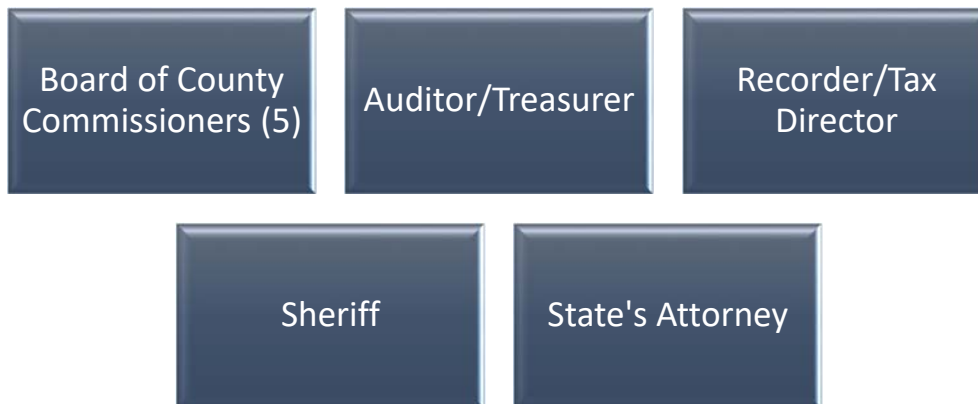 Board of County
Commissioners (5)
Auditor/Treasurer
Recorder/Tax
Director
Sheriff
State's Attorney